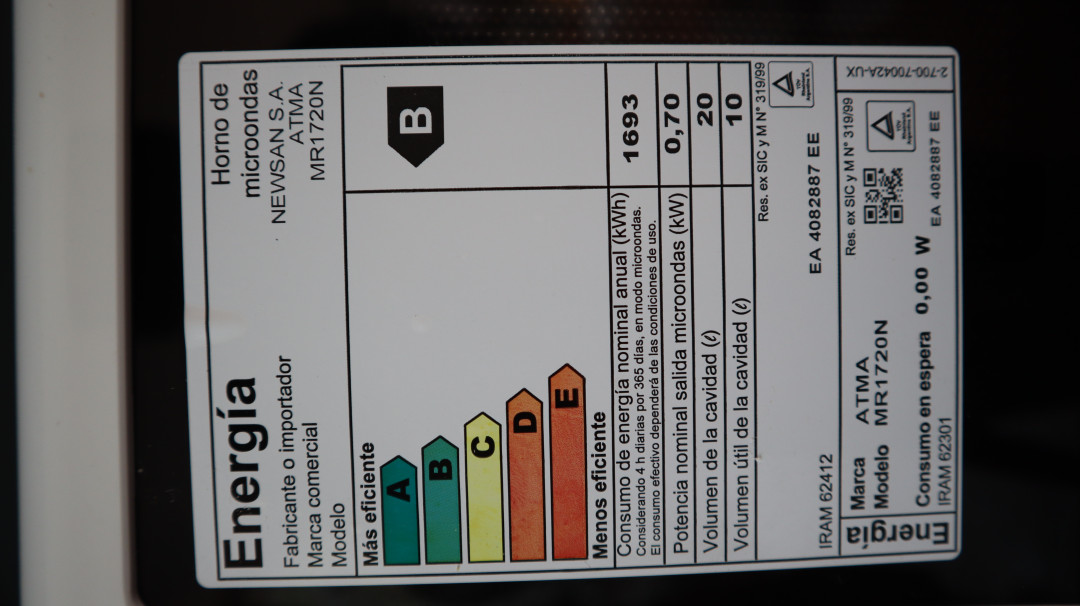 Energía
Horno de
microondas
Fabricante o importador NEWSAN S.A.
Marca comercial ATMA
Modelo MR1720N
Más eficiente
A
B
B
C
D
E
Menos eficiente
Consumo de energía nominal anual (kWh) 1693
Considerando 4 h diarias por 365 días, en modo microondas.
El consumo efectivo dependerá de las condiciones de uso.
Potencia nominal salida microondas (kW) 0,70
Volumen de la cavidad (ℓ) 20
Volumen útil de la cavidad (ℓ) 10
Res. ex SIC y M N° 319/99
EA 4082887 EE
IRAM 62412
Energía
2-700-70042A-UX
Marca ATMA
Modelo MR1720N
Res. ex SIC y M N° 319/99
Consumo en espera 0,00 W
IRAM 62301
EA 4082887 EE